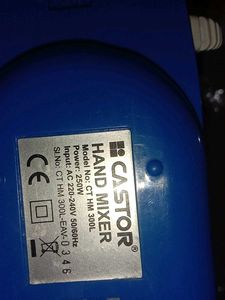 CASTOR
HAND MIXER
Model No: CT HM 300L
Power: 250W
Input: AC 220-240V 50/60Hz
Sl.No: CT HM 300L-EAV-0 3 4 6
CE